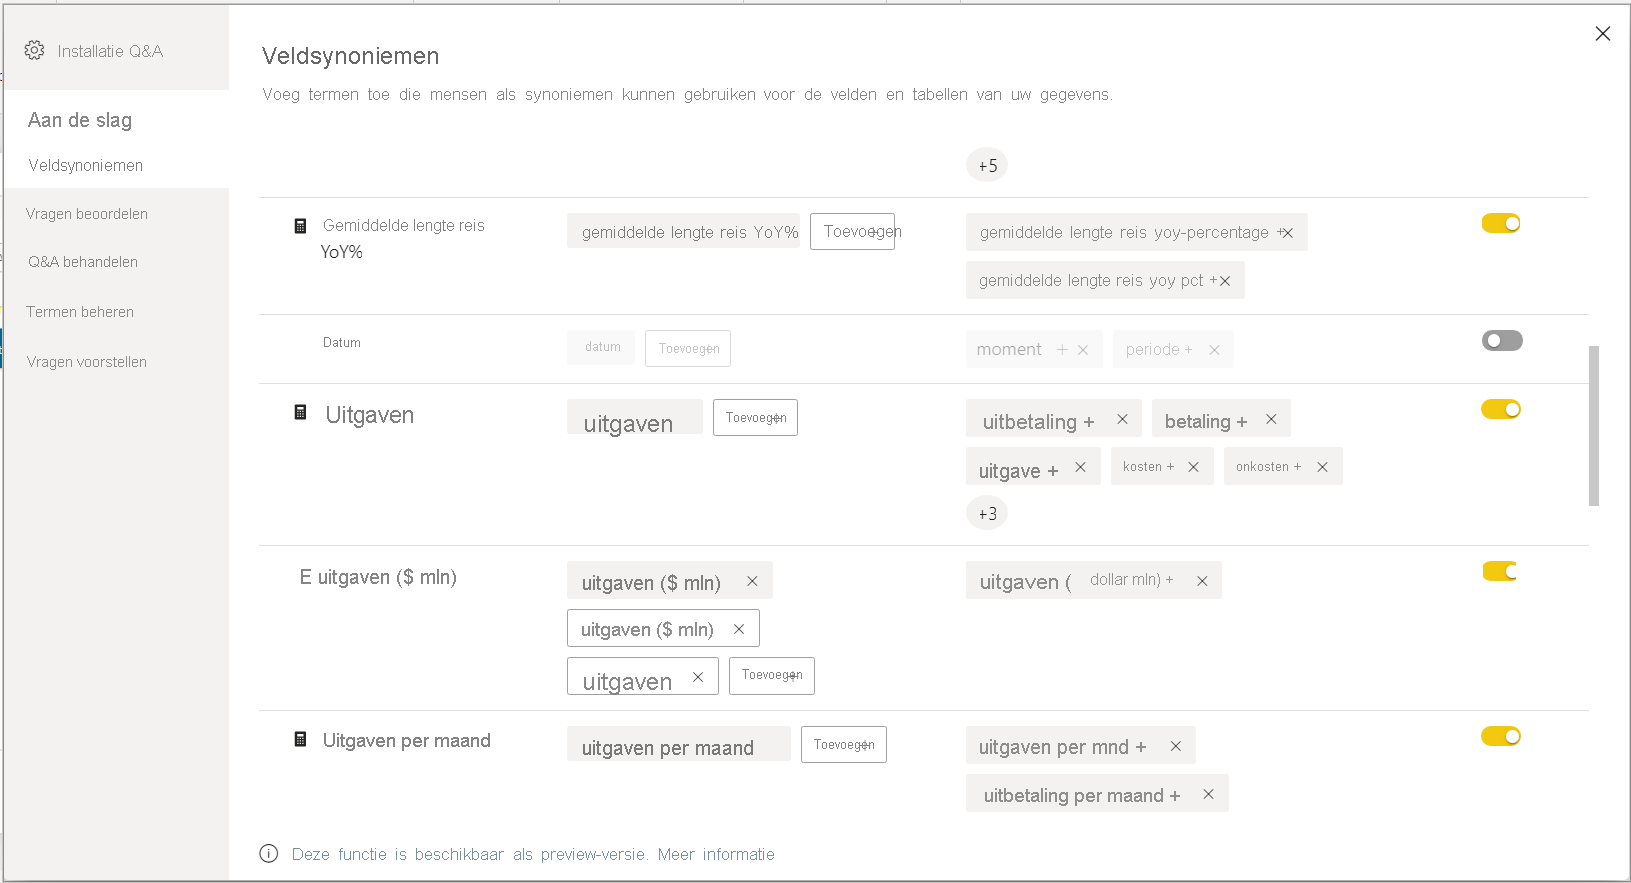 Installatie Q&A
Aan de slag
Veldsynoniemen
Vragen beoordelen
Q&A behandelen
Termen beheren
Vragen voorstellen
Veldsynoniemen
Voeg termen toe die mensen als synoniemen kunnen gebruiken voor de velden en tabellen van uw gegevens.
+5
Gemiddelde lengte reis
YoY%
gemiddelde lengte reis YoY%
Toevoegen
gemiddelde lengte reis yoy-percentage +
gemiddelde lengte reis yoy pct +
Datum
datum
Toevoegen
moment +
periode +
Uitgaven
uitgaven
Toevoegen
uitbetaling +
betaling +
uitgave +
kosten +
onkosten +
+3
E uitgaven ($ mln)
uitgaven ($ mln)
uitgaven ($ mln)
uitgaven
Toevoegen
uitgaven ( dollar mln) +
Uitgaven per maand
uitgaven per maand
Toevoegen
uitgaven per mnd +
uitbetaling per maand +
Deze functie is beschikbaar als preview-versie. Meer informatie